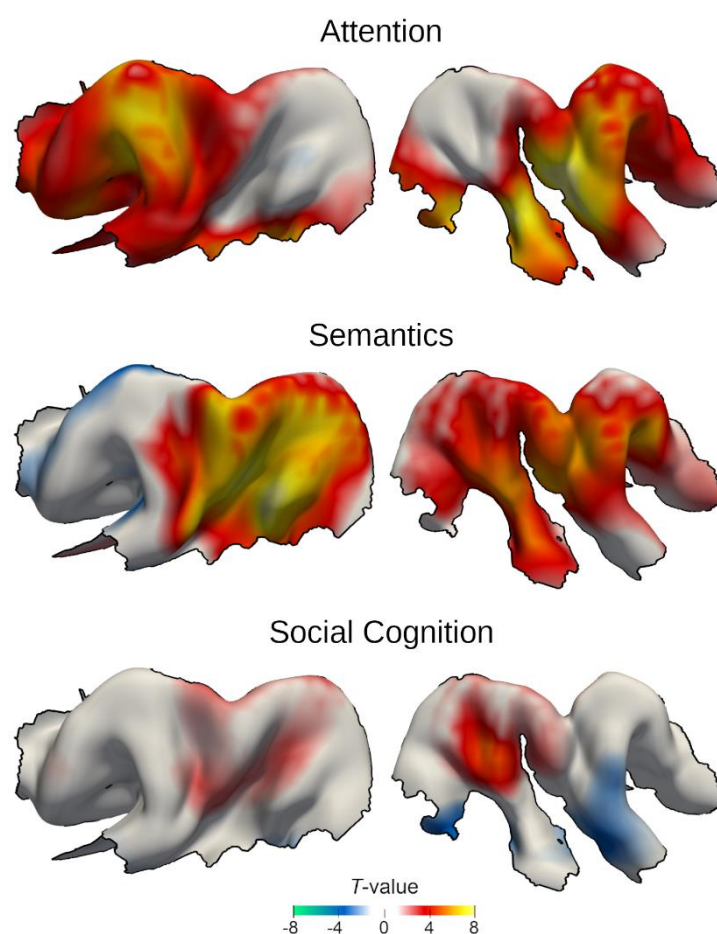 Attention
Semantics
Social Cognition
T-value
-8 -4 0 4 8